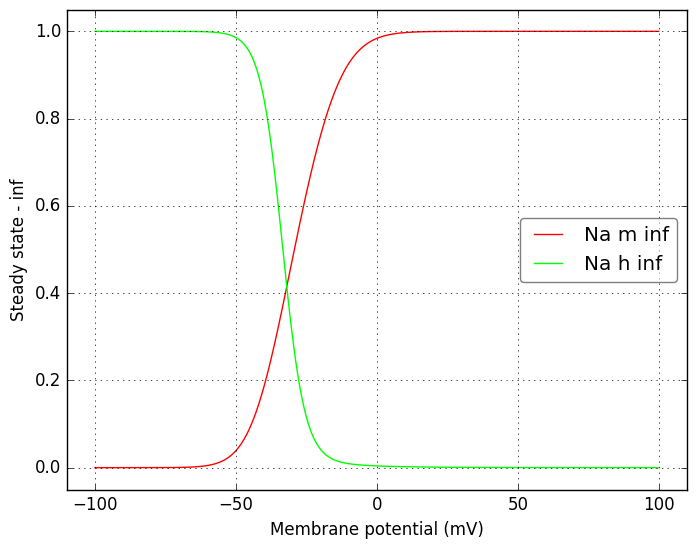 1.0
0.8
0.6
0.4
0.2
0.0
Steady state - inf
Na m inf
Na h inf
−100
−50
0
50
100
Membrane potential (mV)